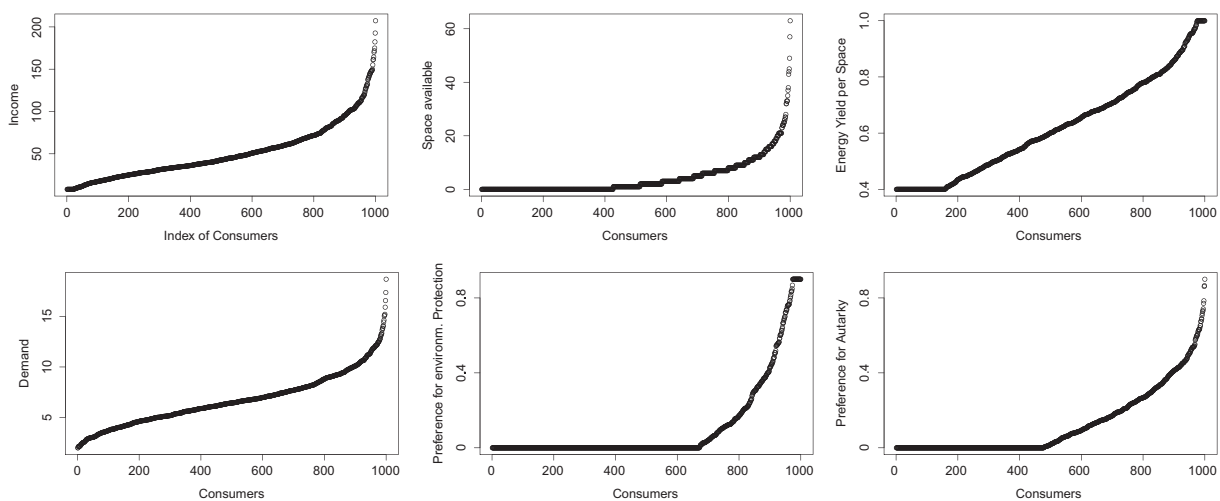 Income
200
150
100
50
0 200 400 600 800 1000
Index of Consumers
Space available
60
40
20
0
0 200 400 600 800 1000
Consumers
Energy Yield per Space
1.0
0.8
0.6
0.4
0 200 400 600 800 1000
Consumers
Demand
15
10
5
0 200 400 600 800 1000
Consumers
Preference for environm. Protection
0.8
0.4
0
0 200 400 600 800 1000
Consumers
Preference for Autarky
0.8
0.4
0
0 200 400 600 800 1000
Consumers